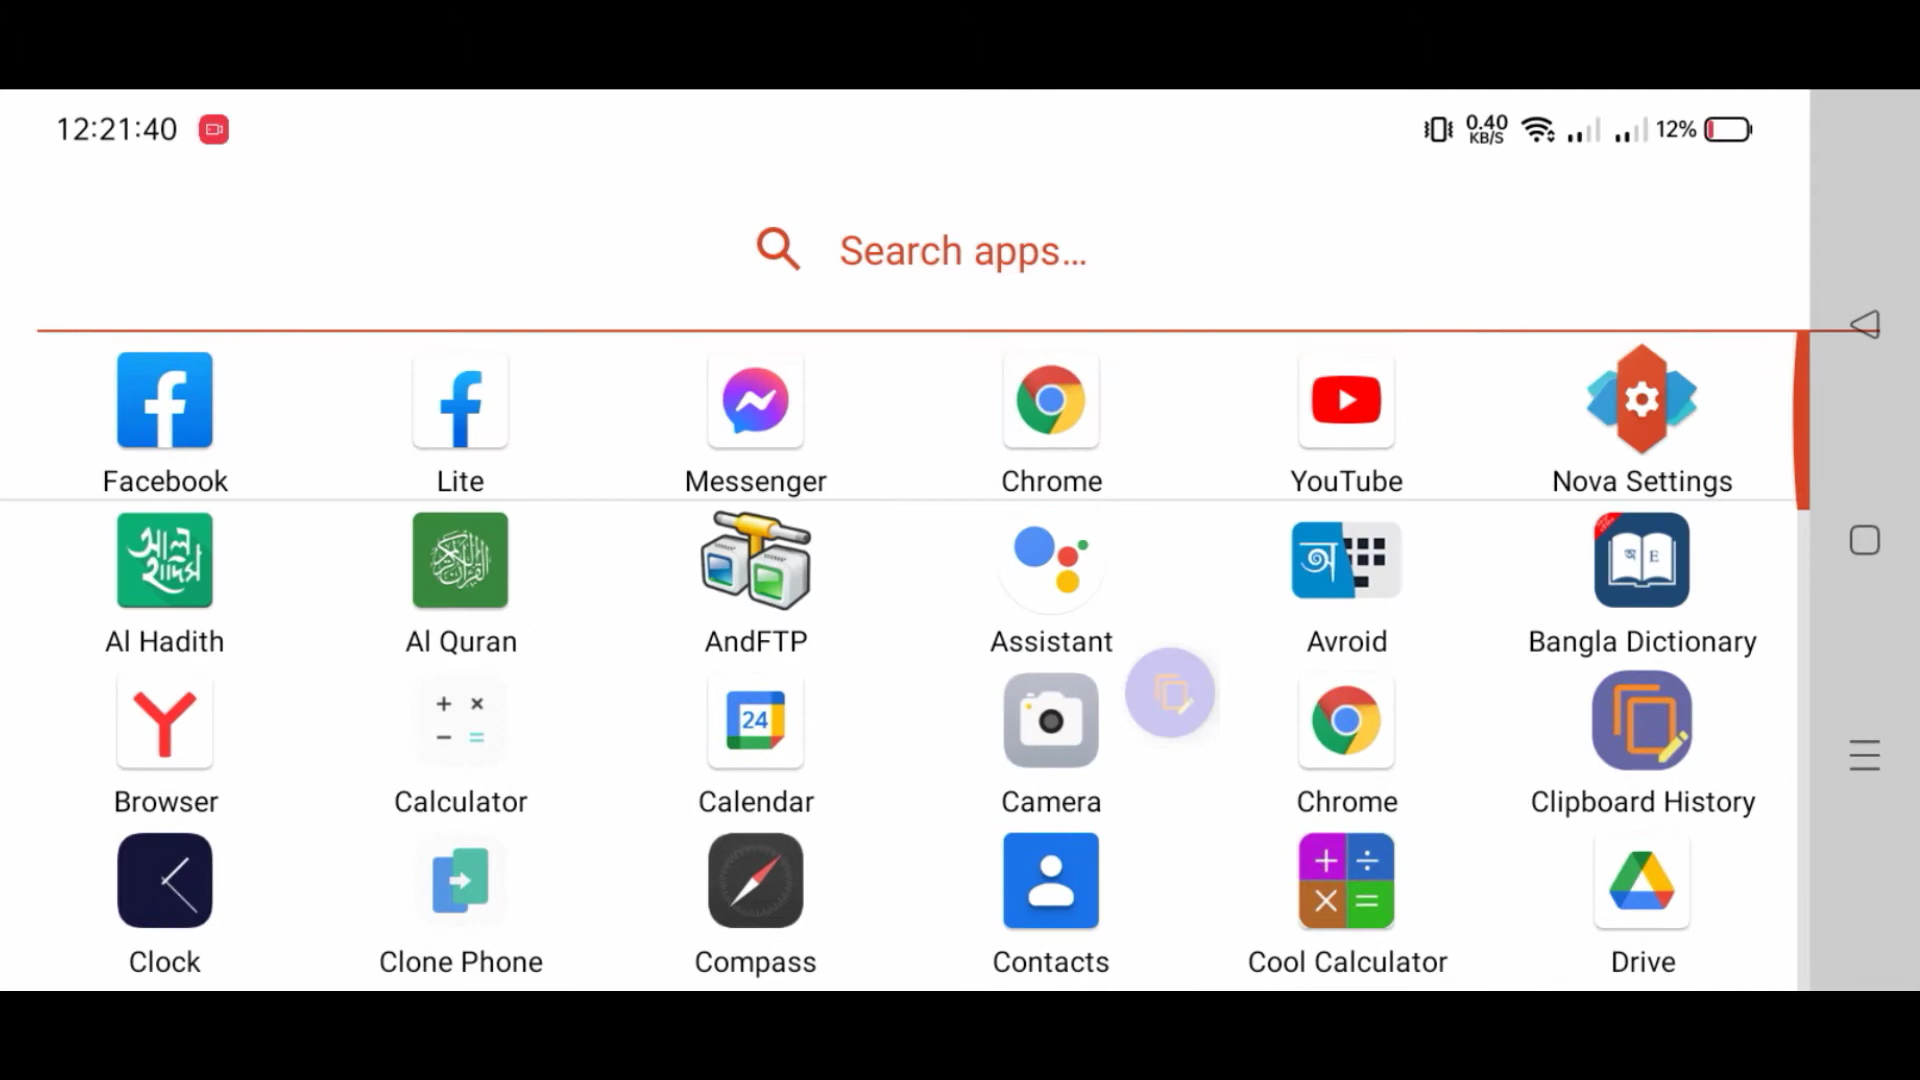 12:21:40 0.40 KB/S 12%
Search apps...
Facebook Lite Messenger Chrome YouTube Nova Settings
আল হাদিস
অ
অ E
Al Hadith Al Quran AndFTP Assistant Avroid Bangla Dictionary
24
Browser Calculator Calendar Camera Chrome Clipboard History
Clock Clone Phone Compass Contacts Cool Calculator Drive